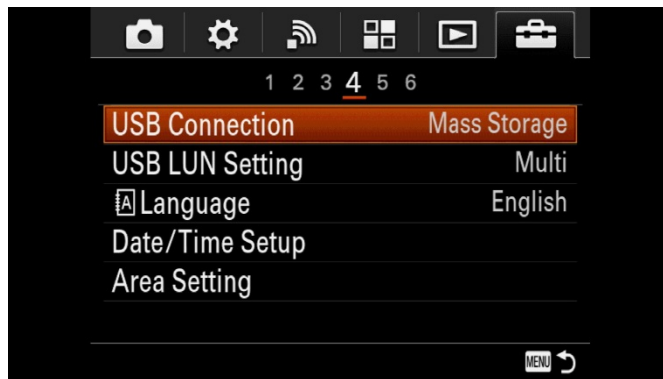 1 2 3 4 5 6
USB Connection Mass Storage
USB LUN Setting Multi
A Language English
Date/Time Setup
Area Setting
MENU